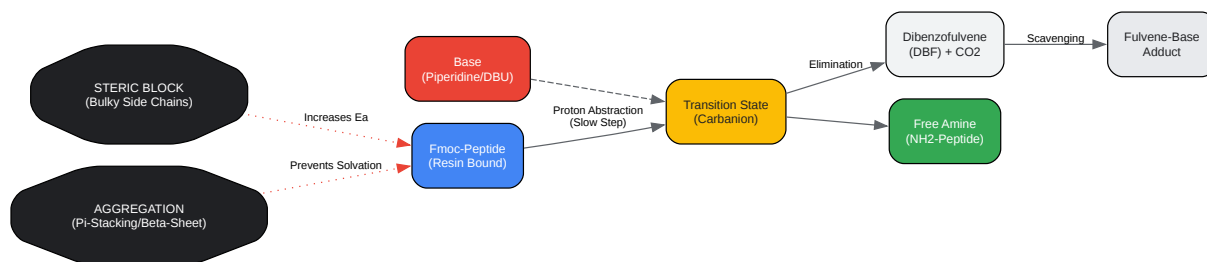 STERIC BLOCK
(Bulky Side Chains)
AGGREGATION
(Pi-Stacking/Beta-Sheet)
Increases Ea
Prevents Solvation
Base
(Piperidine/DBU)
Fmoc-Peptide
(Resin Bound)
Proton Abstraction
(Slow Step)
Transition State
(Carbanion)
Elimination
Dibenzofulvene
(DBF) + CO2
Free Amine
(NH2-Peptide)
Scavenging
Fulvene-Base
Adduct